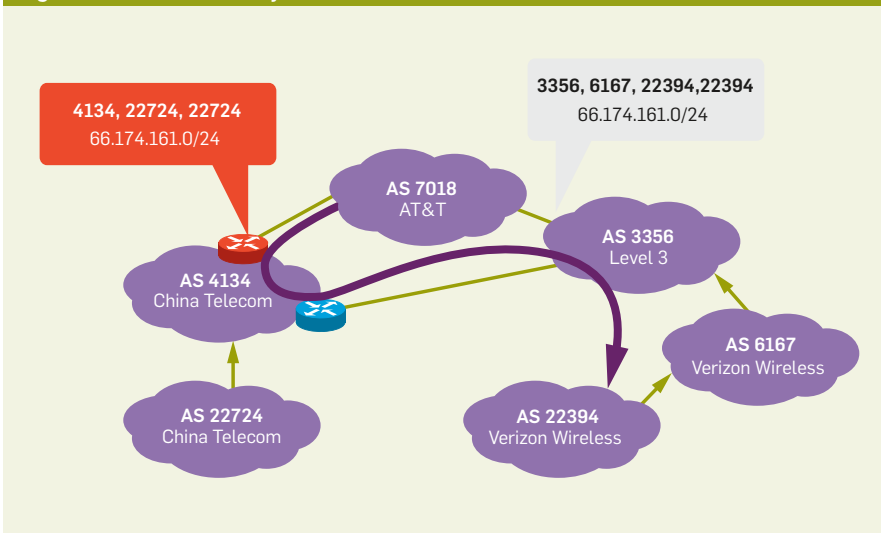 4134, 22724, 22724
66.174.161.0/24
3356, 6167, 22394,22394
66.174.161.0/24
AS 7018
AT&T
AS 3356
Level 3
AS 4134
China Telecom
AS 6167
Verizon Wireless
AS 22724
China Telecom
AS 22394
Verizon Wireless